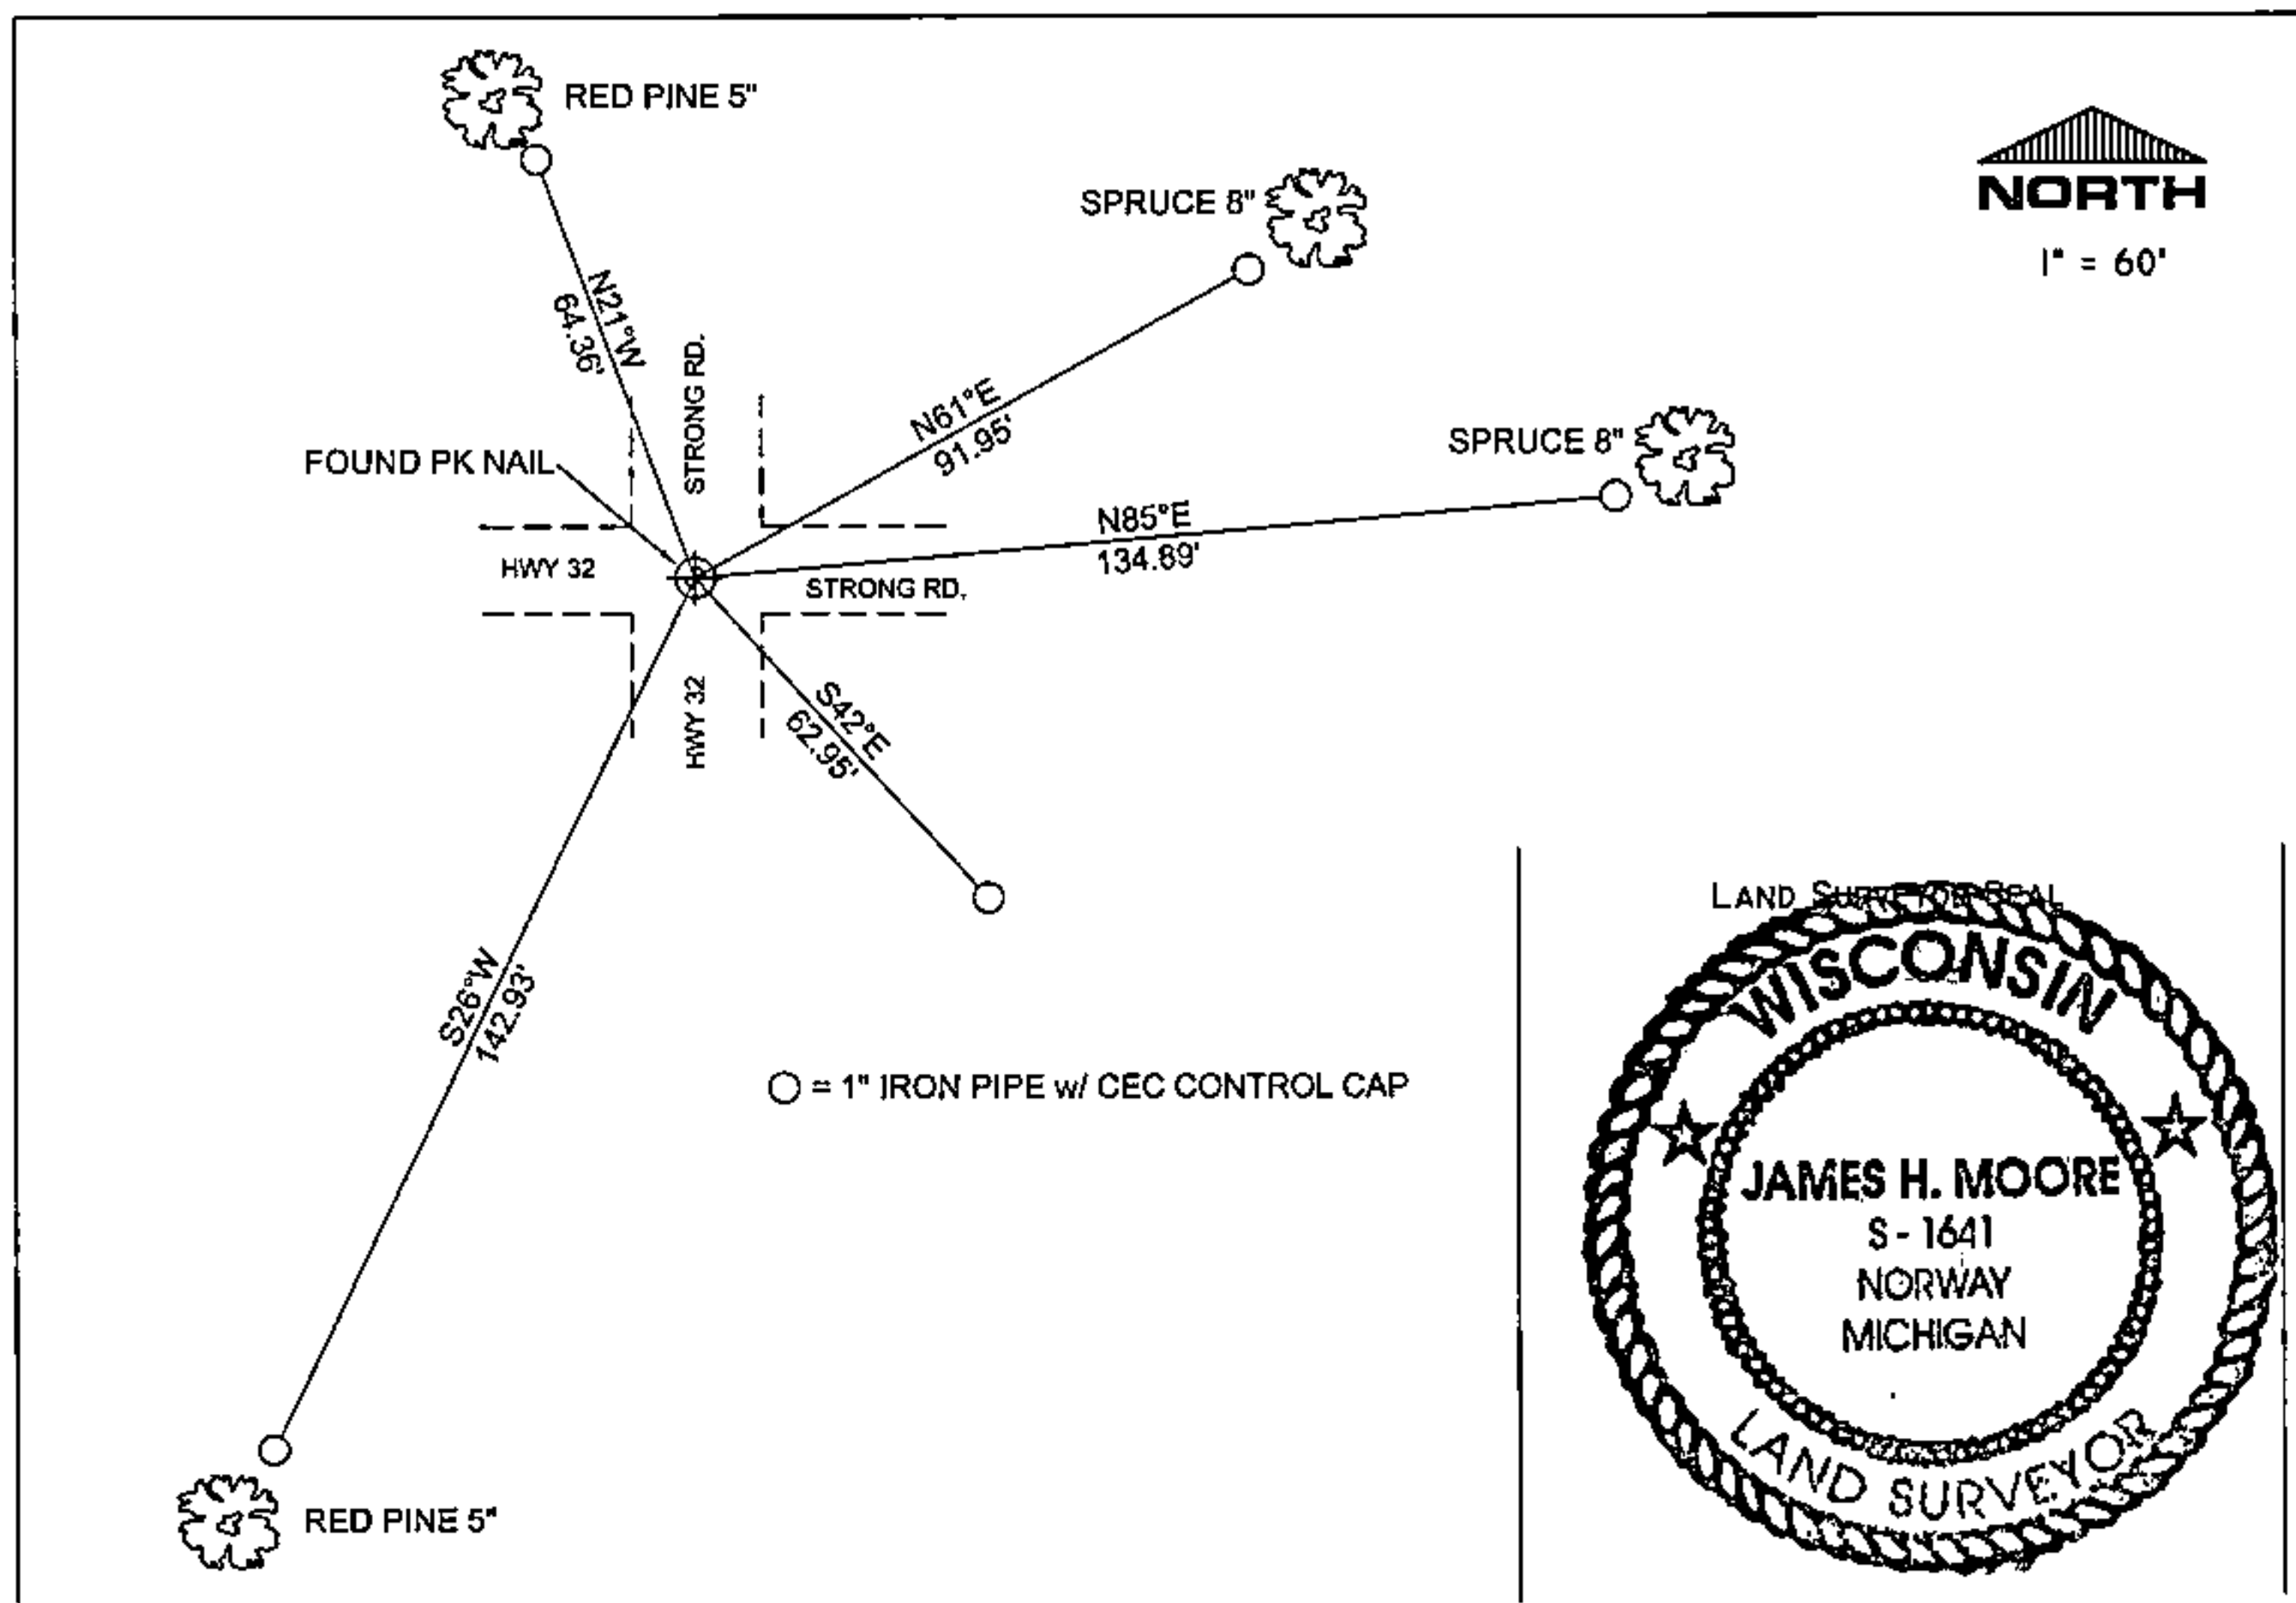 RED PINE 5"
SPRUCE 8"
NORTH
1" = 60'
N21°W
64.36'
STRONG RD.
N61°E
91.95'
SPRUCE 8"
FOUND PK NAIL
N85°E
134.89'
HWY 32
STRONG RD.
S42°E
62.95'
HWY 32
S26°W
142.93'
= 1" IRON PIPE w/ CEC CONTROL CAP
RED PINE 5"
LAND SURVEYOR SEAL
WISCONSIN
JAMES H. MOORE
S - 1641
NORWAY
MICHIGAN
LAND SURVEYOR